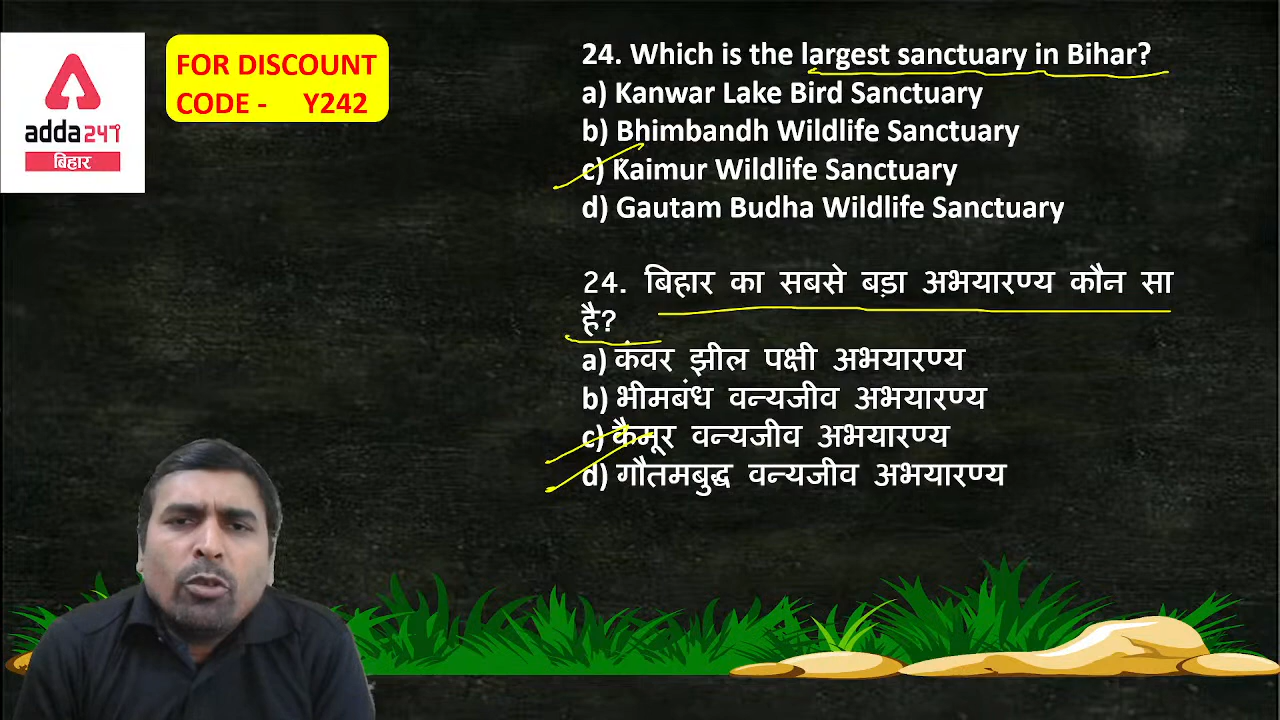 adda247
बिहार
FOR DISCOUNT
CODE - Y242
24. Which is the largest sanctuary in Bihar?
a) Kanwar Lake Bird Sanctuary
b) Bhimbandh Wildlife Sanctuary
c) Kaimur Wildlife Sanctuary
d) Gautam Budha Wildlife Sanctuary
24. बिहार का सबसे बड़ा अभयारण्य कौन सा
है?
a) कंवर झील पक्षी अभयारण्य
b) भीमबंध वन्यजीव अभयारण्य
c) कैमूर वन्यजीव अभयारण्य
d) गौतमबुद्ध वन्यजीव अभयारण्य